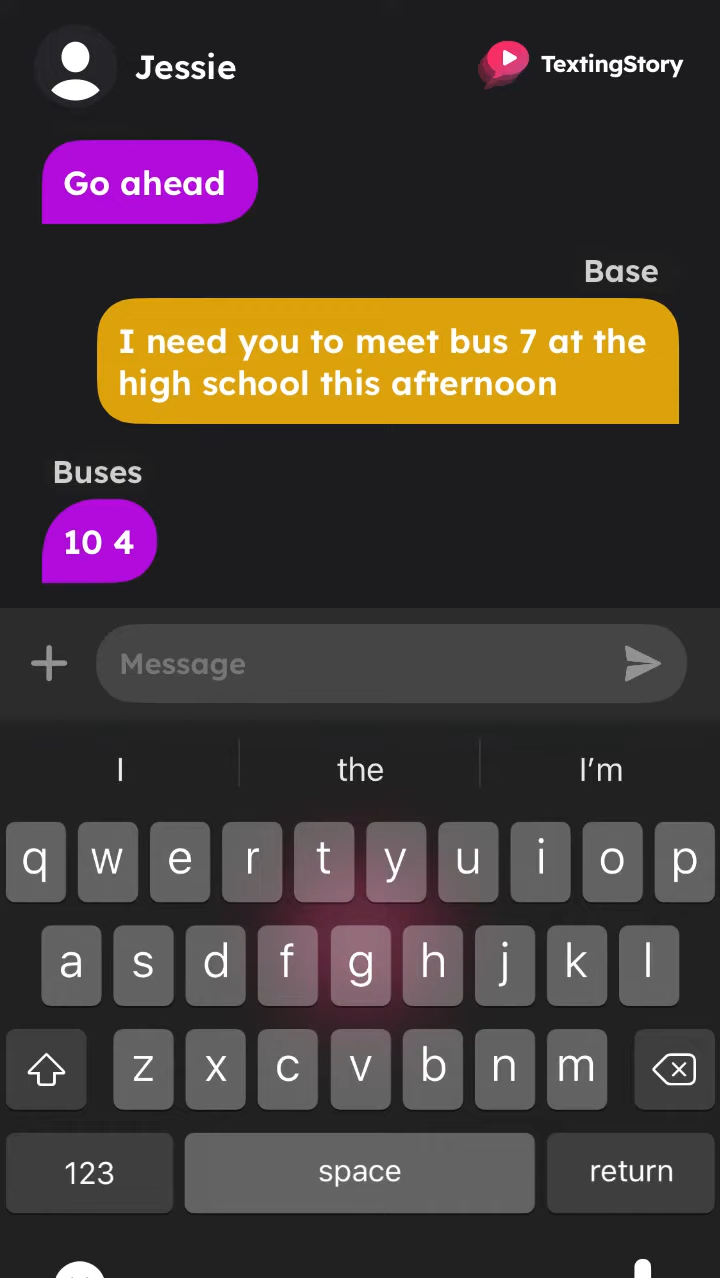 Jessie
TextingStory
Go ahead
Base
I need you to meet bus 7 at the
high school this afternoon
Buses
10 4
Message
I the I'm
q w e r t y u i o p
a s d f g h j k l
z x c v b n m
123 space return